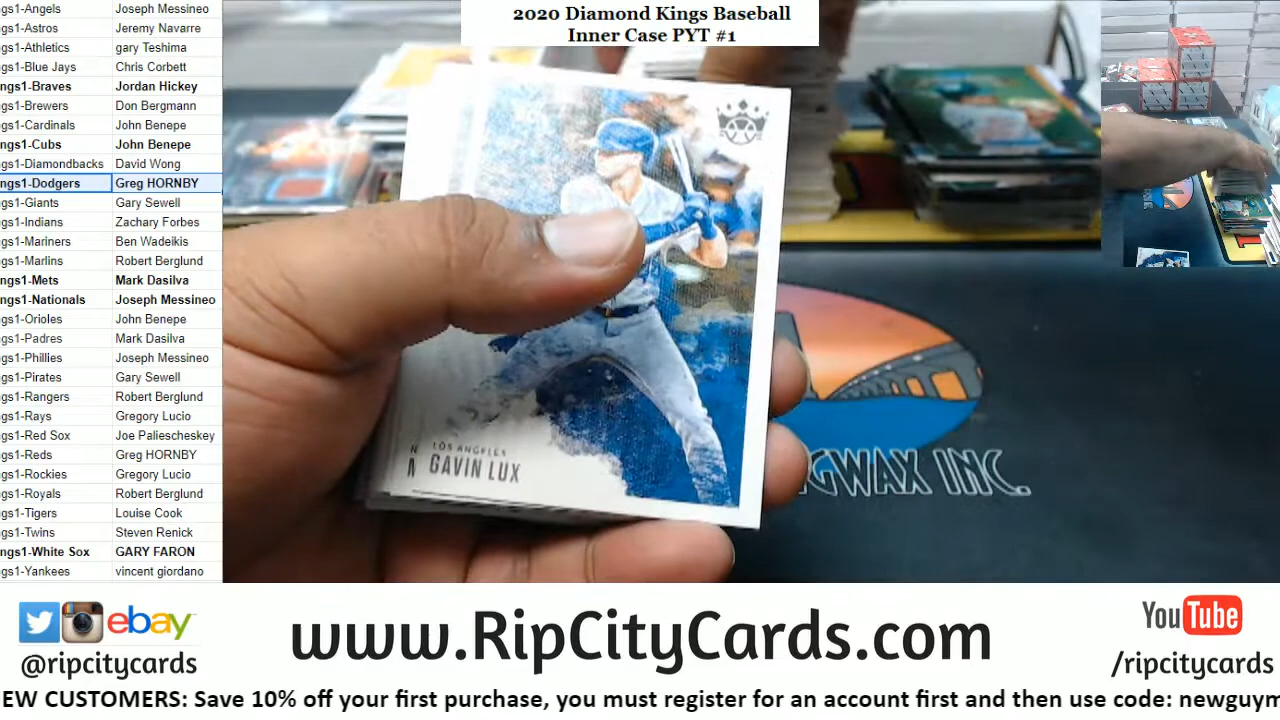 2020 Diamond Kings Baseball
Inner Case PYT #1
ngs1-Angels Joseph Messineo
gs1-Astros Jeremy Navarre
gs1-Athletics gary Teshima
gs1-Blue Jays Chris Corbett
ngs1-Braves Jordan Hickey
gs1-Brewers Don Bergmann
gs1-Cardinals John Benepe
ngs1-Cubs John Benepe
gs1-Diamondbacks David Wong
ngs1-Dodgers Greg HORNBY
gs1-Giants Gary Sewell
gs1-Indians Zachary Forbes
gs1-Mariners Ben Wadeikis
gs1-Marlins Robert Berglund
ngs1-Mets Mark Dasilva
ngs1-Nationals Joseph Messineo
gs1-Orioles John Benepe
gs1-Padres Mark Dasilva
gs1-Phillies Joseph Messineo
gs1-Pirates Gary Sewell
gs1-Rangers Robert Berglund
gs1-Rays Gregory Lucio
gs1-Red Sox Joe Paliescheskey
gs1-Reds Greg HORNBY
gs1-Rockies Gregory Lucio
gs1-Royals Robert Berglund
gs1-Tigers Louise Cook
gs1-Twins Steven Renick
ngs1-White Sox GARY FARON
gs1-Yankees vincent giordano
LOS ANGELES
GAVIN LUX
GWAX INC.
ebay
@ripcitycards
www.RipCityCards.com
YouTube
/ripcitycards
EW CUSTOMERS: Save 10% off your first purchase, you must register for an account first and then use code: newguym